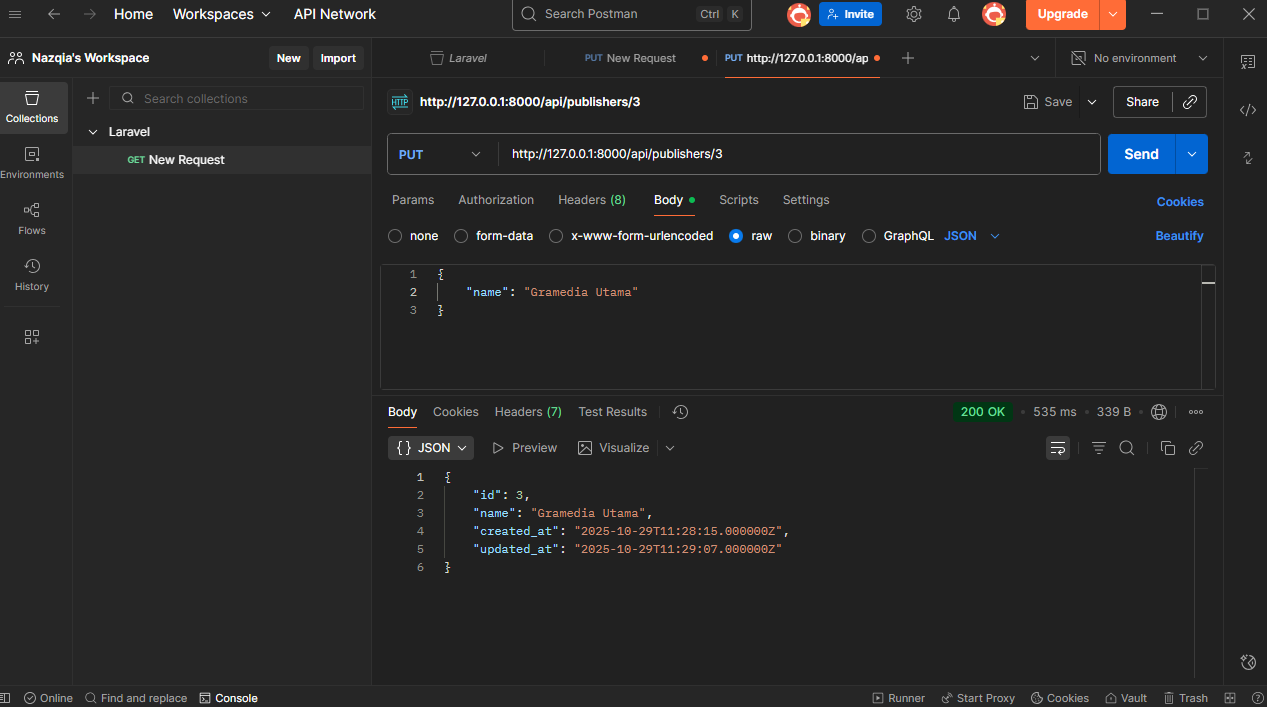 Home Workspaces API Network Search Postman Ctrl K Invite Upgrade
Nazqia's Workspace New Import
Laravel PUT New Request PUT http://127.0.0.1:8000/ap No environment
Collections
Environments
Flows
History
Search collections
Laravel
GET New Request
HTTP http://127.0.0.1:8000/api/publishers/3 Save Share
PUT http://127.0.0.1:8000/api/publishers/3 Send
Params Authorization Headers (8) Body Scripts Settings Cookies
none form-data x-www-form-urlencoded raw binary GraphQL JSON Beautify
1 {
2 "name": "Gramedia Utama"
3 }
Body Cookies Headers (7) Test Results 200 OK • 535 ms • 339 B
{} JSON Preview Visualize
1 {
2 "id": 3,
3 "name": "Gramedia Utama",
4 "created_at": "2025-10-29T11:28:15.000000Z",
5 "updated_at": "2025-10-29T11:29:07.000000Z"
6 }
Online Find and replace Console Runner Start Proxy Cookies Vault Trash